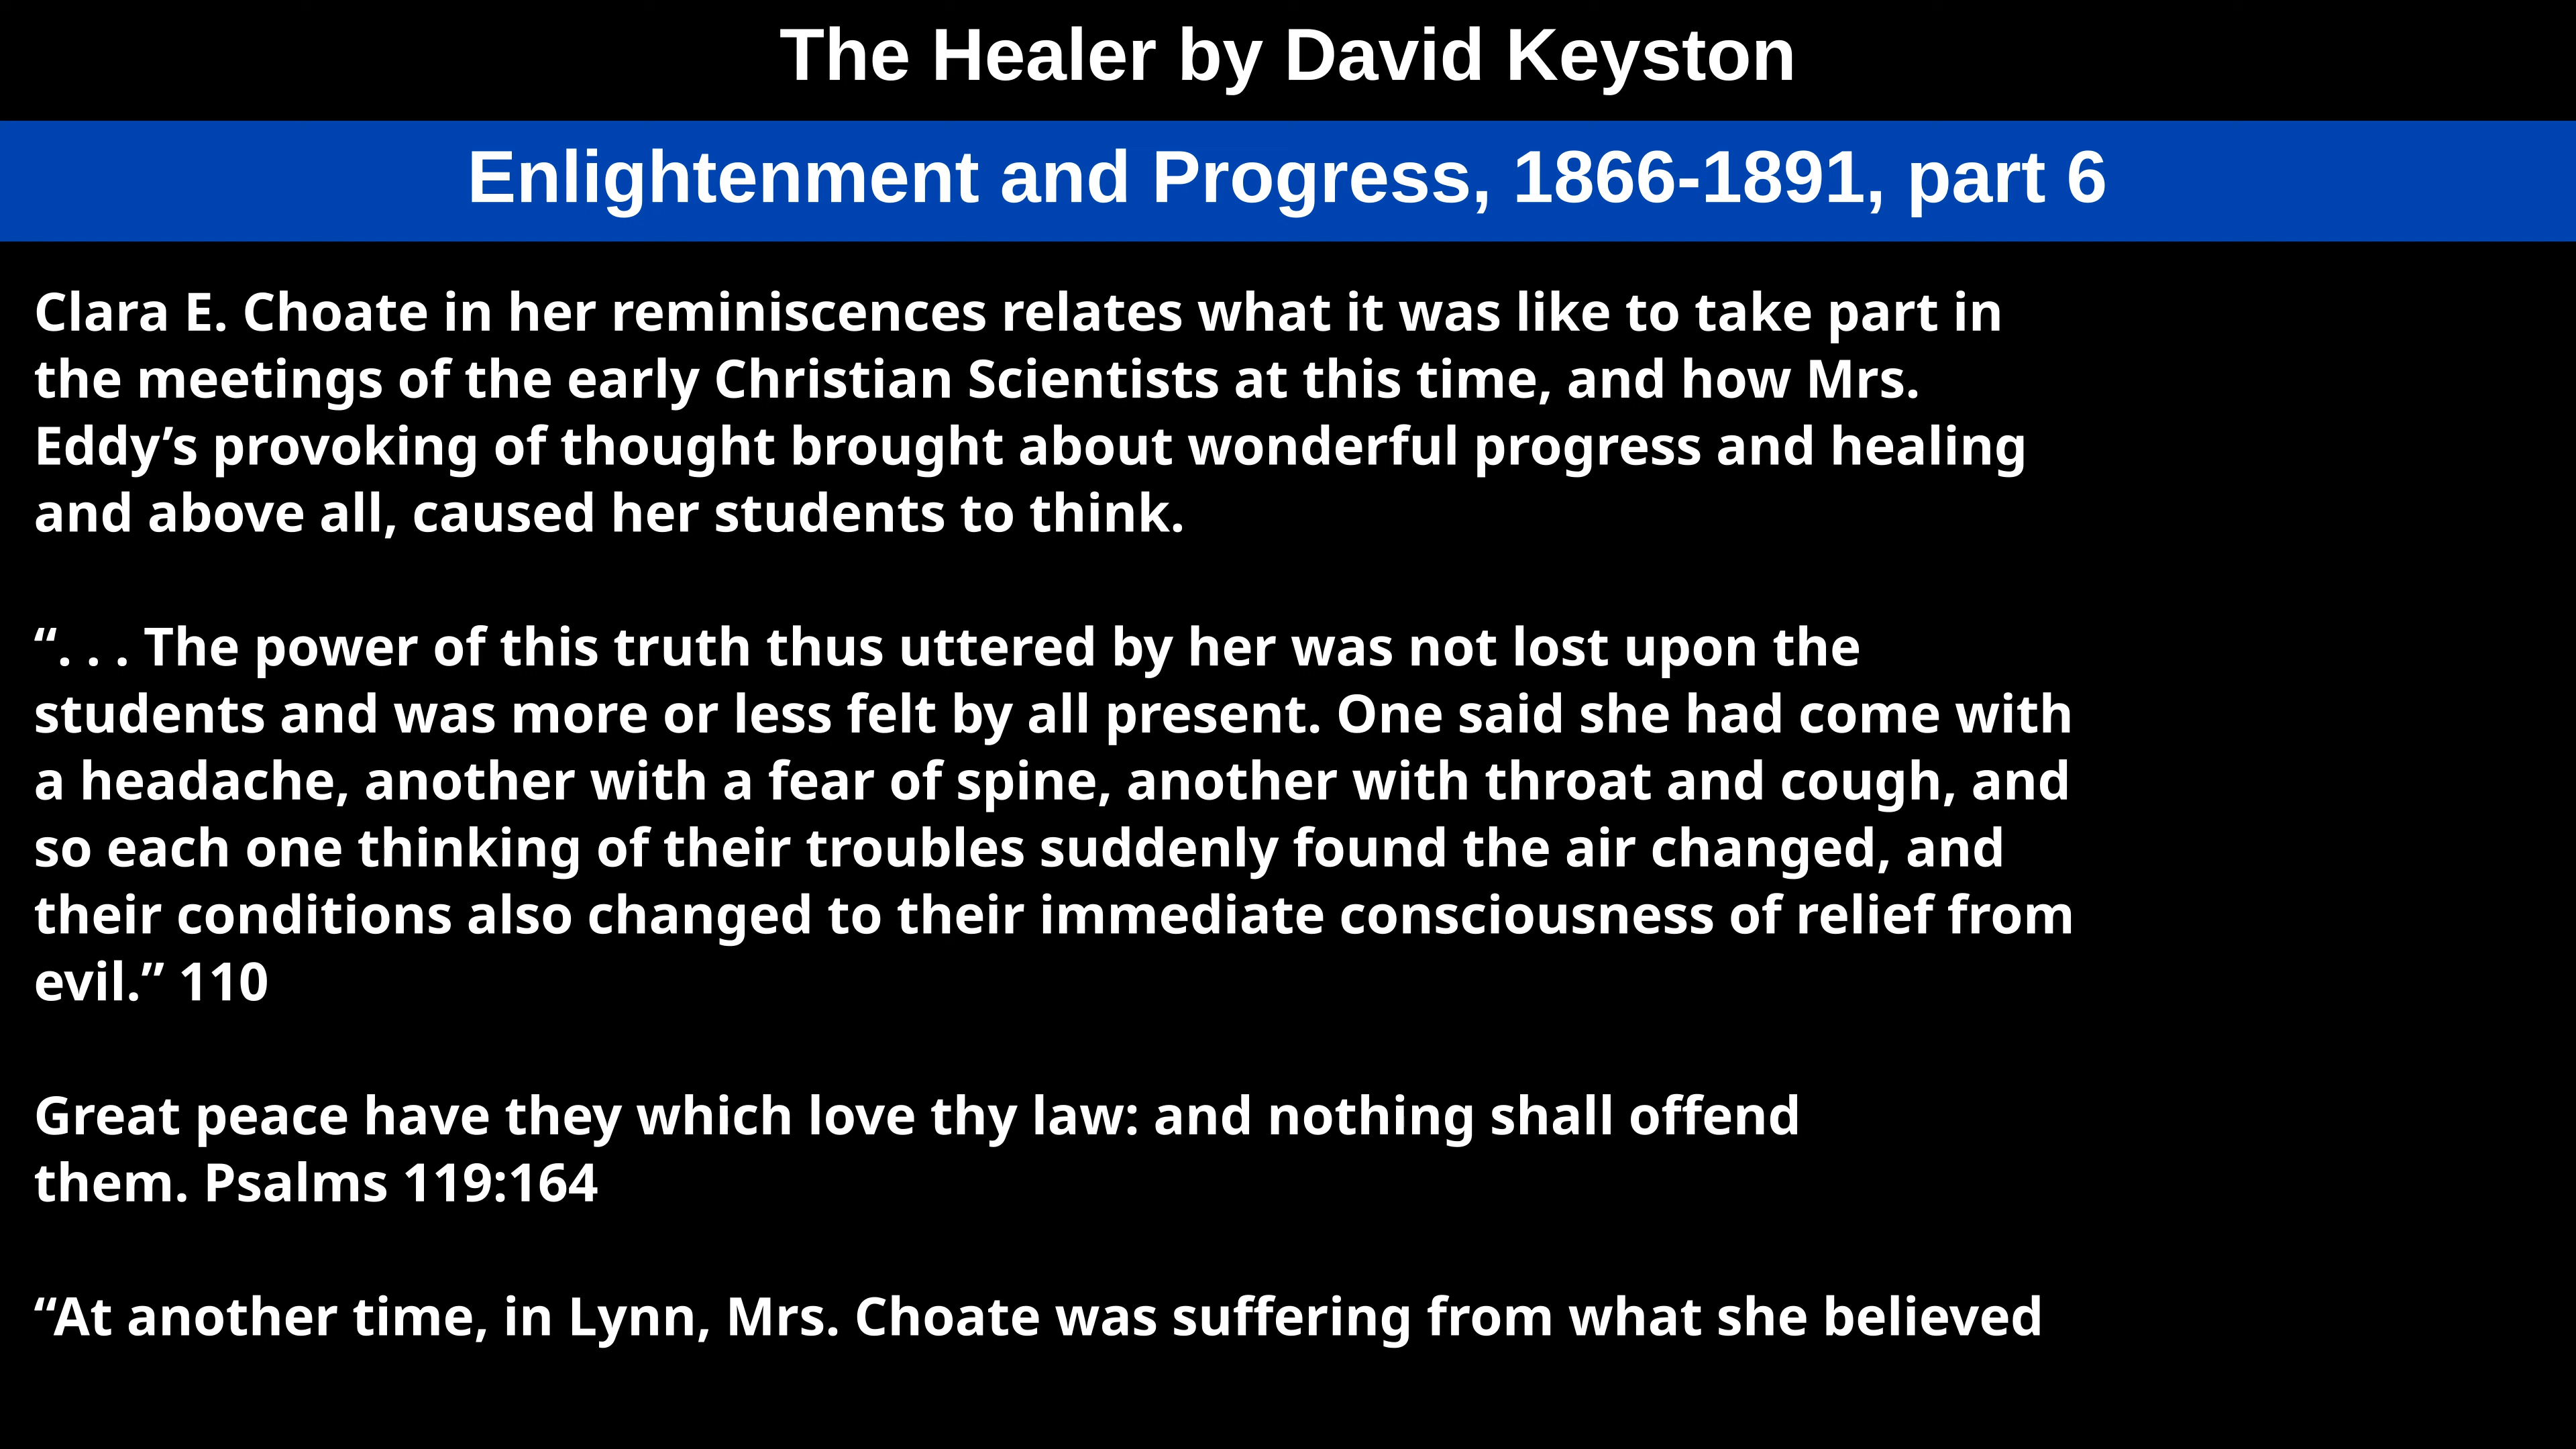 The Healer by David Keyston
Enlightenment and Progress, 1866-1891, part 6
Clara E. Choate in her reminiscences relates what it was like to take part in
the meetings of the early Christian Scientists at this time, and how Mrs.
Eddy’s provoking of thought brought about wonderful progress and healing
and above all, caused her students to think.
“. . . The power of this truth thus uttered by her was not lost upon the
students and was more or less felt by all present. One said she had come with
a headache, another with a fear of spine, another with throat and cough, and
so each one thinking of their troubles suddenly found the air changed, and
their conditions also changed to their immediate consciousness of relief from
evil.” 110
Great peace have they which love thy law: and nothing shall offend
them. Psalms 119:164
“At another time, in Lynn, Mrs. Choate was suffering from what she believed